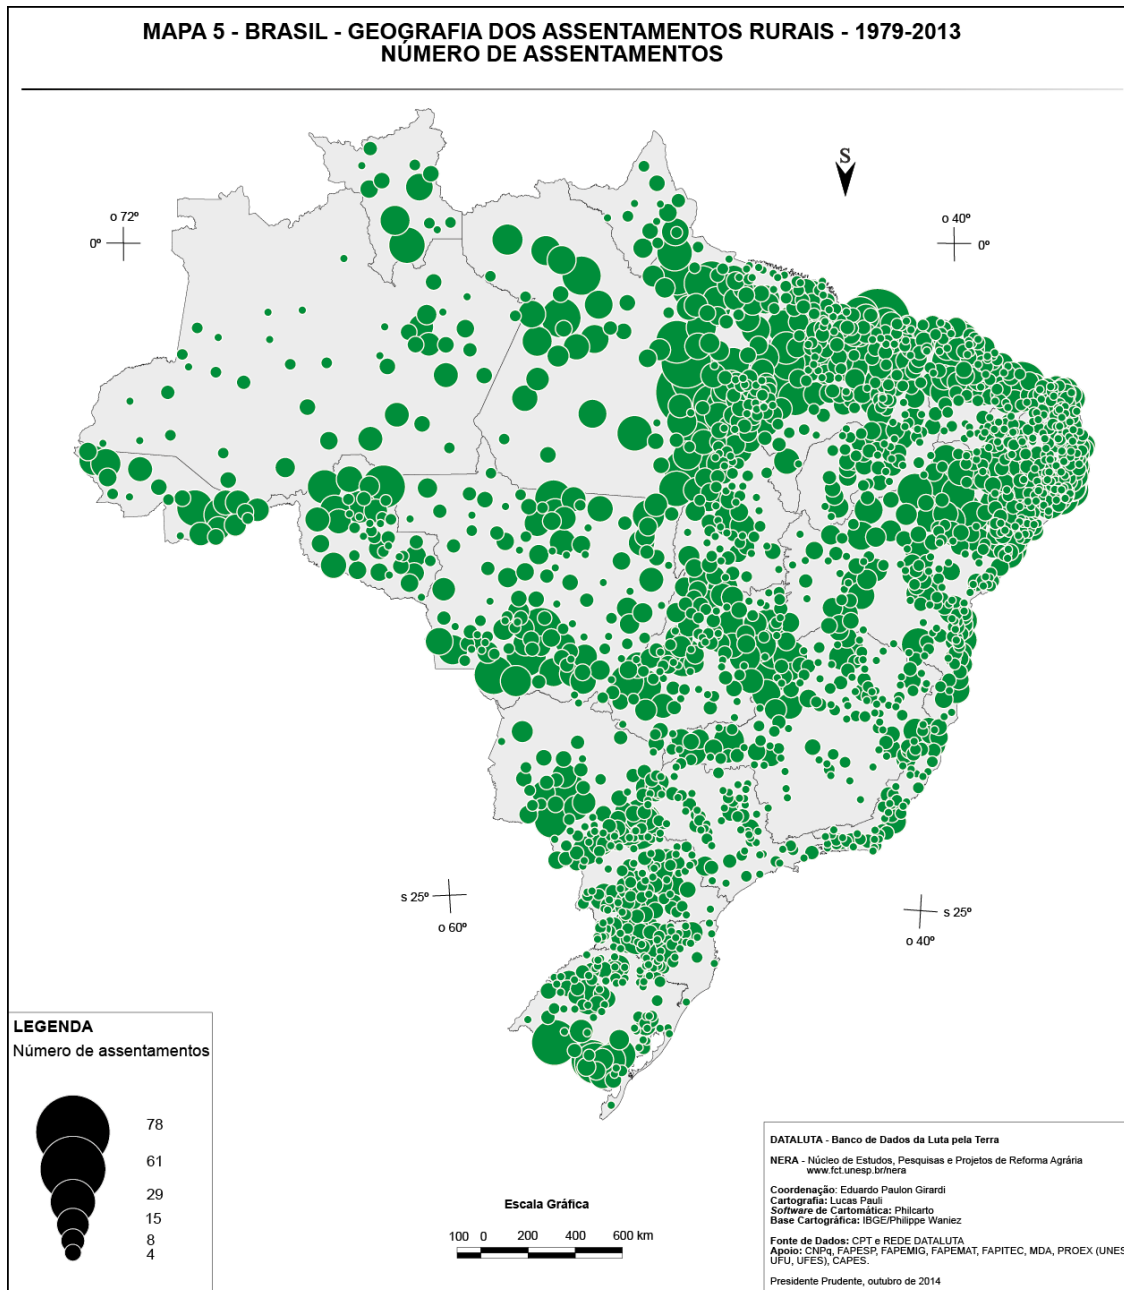 MAPA 5 - BRASIL - GEOGRAFIA DOS ASSENTAMENTOS RURAIS - 1979-2013
NÚMERO DE ASSENTAMENTOS
S
o 72º
0º
o 40º
0º
s 25º
o 60º
s 25º
o 40º
LEGENDA
Número de assentamentos
78
61
29
15
8
4
Escala Gráfica
100 0 200 400 600 km
DATALUTA - Banco de Dados da Luta pela Terra
NERA - Núcleo de Estudos, Pesquisas e Projetos de Reforma Agrária
www.fct.unesp.br/nera
Coordenação: Eduardo Paulon Girardi
Cartografia: Lucas Pauli
Software de Cartomática: Philcarto
Base Cartográfica: IBGE/Philippe Waniez
Fonte de Dados: CPT e REDE DATALUTA
Apoio: CNPq, FAPESP, FAPEMIG, FAPEMAT, FAPITEC, MDA, PROEX (UNES
UFU, UFES), CAPES.
Presidente Prudente, outubro de 2014